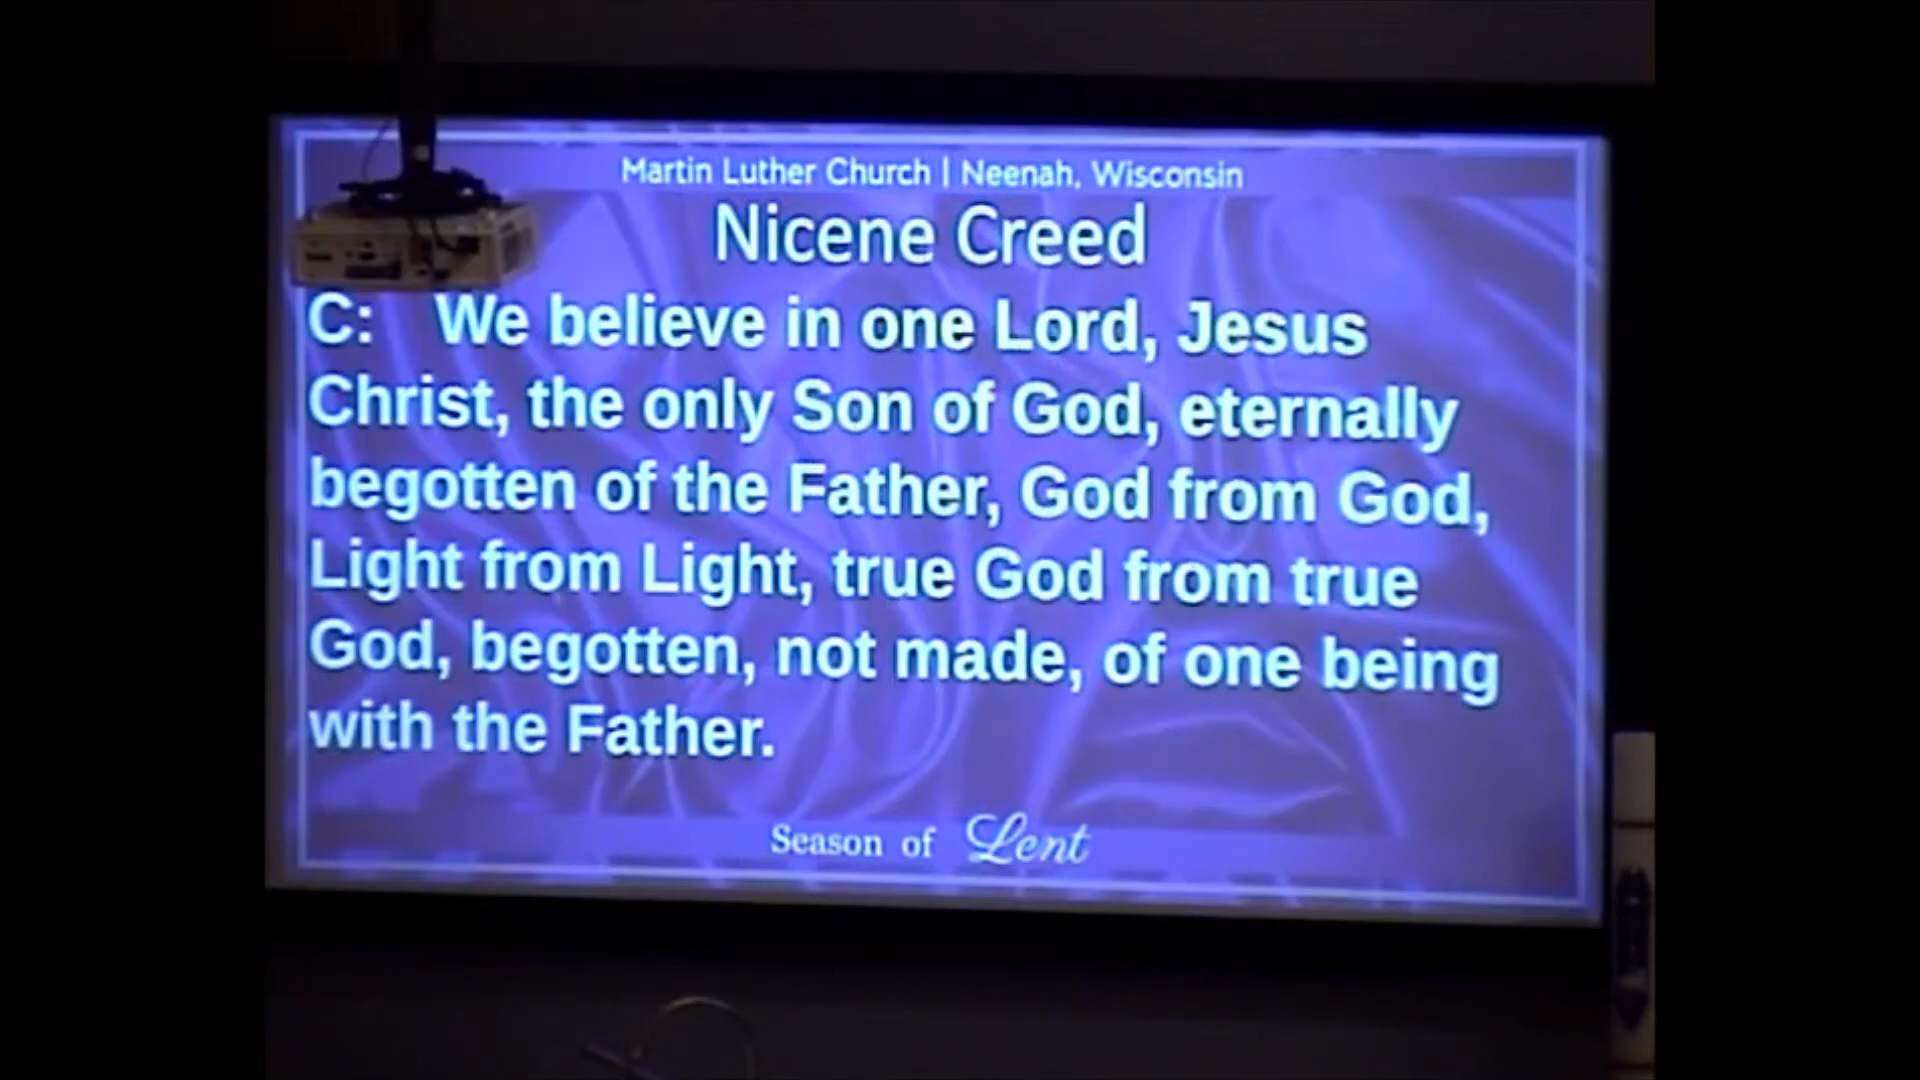 Martin Luther Church | Neenah, Wisconsin
Nicene Creed
C: We believe in one Lord, Jesus
Christ, the only Son of God, eternally
begotten of the Father, God from God,
Light from Light, true God from true
God, begotten, not made, of one being
with the Father.
Season of Lent